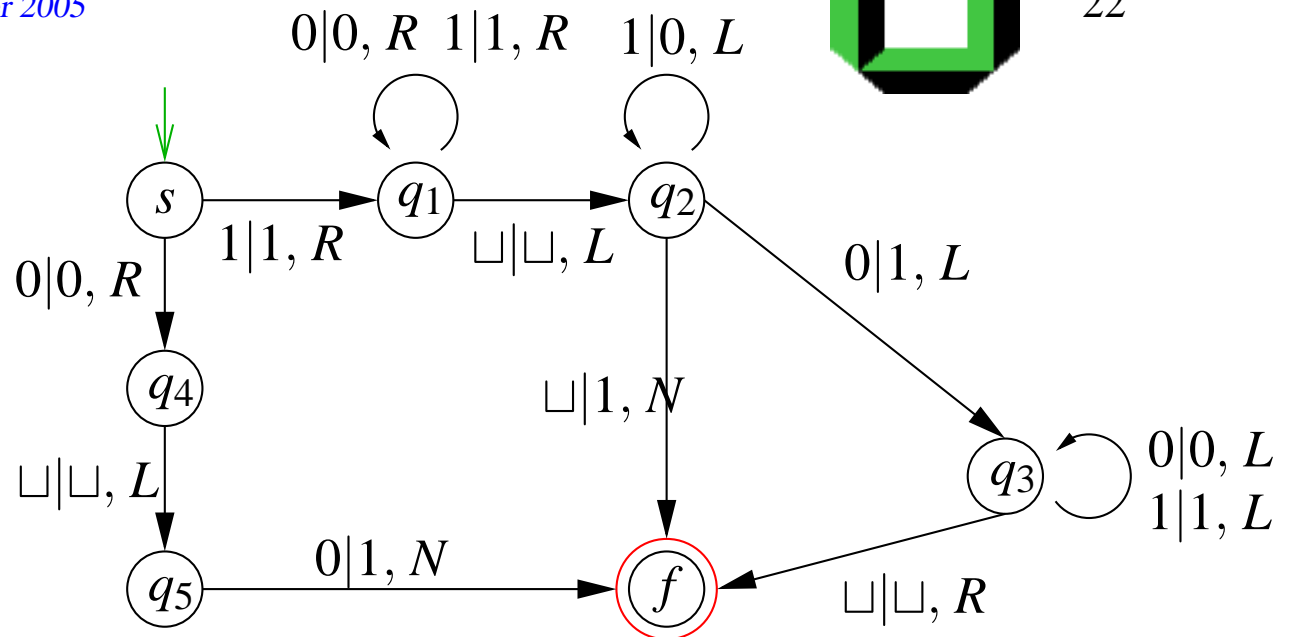 r 2005
22
0|0, R 1|1, R
1|0, L
s
q1
q2
1|1, R
⊔|⊔, L
0|0, R
0|1, L
q4
⊔|1, N
⊔|⊔, L
q3
0|0, L
1|1, L
0|1, N
q5
f
⊔|⊔, R